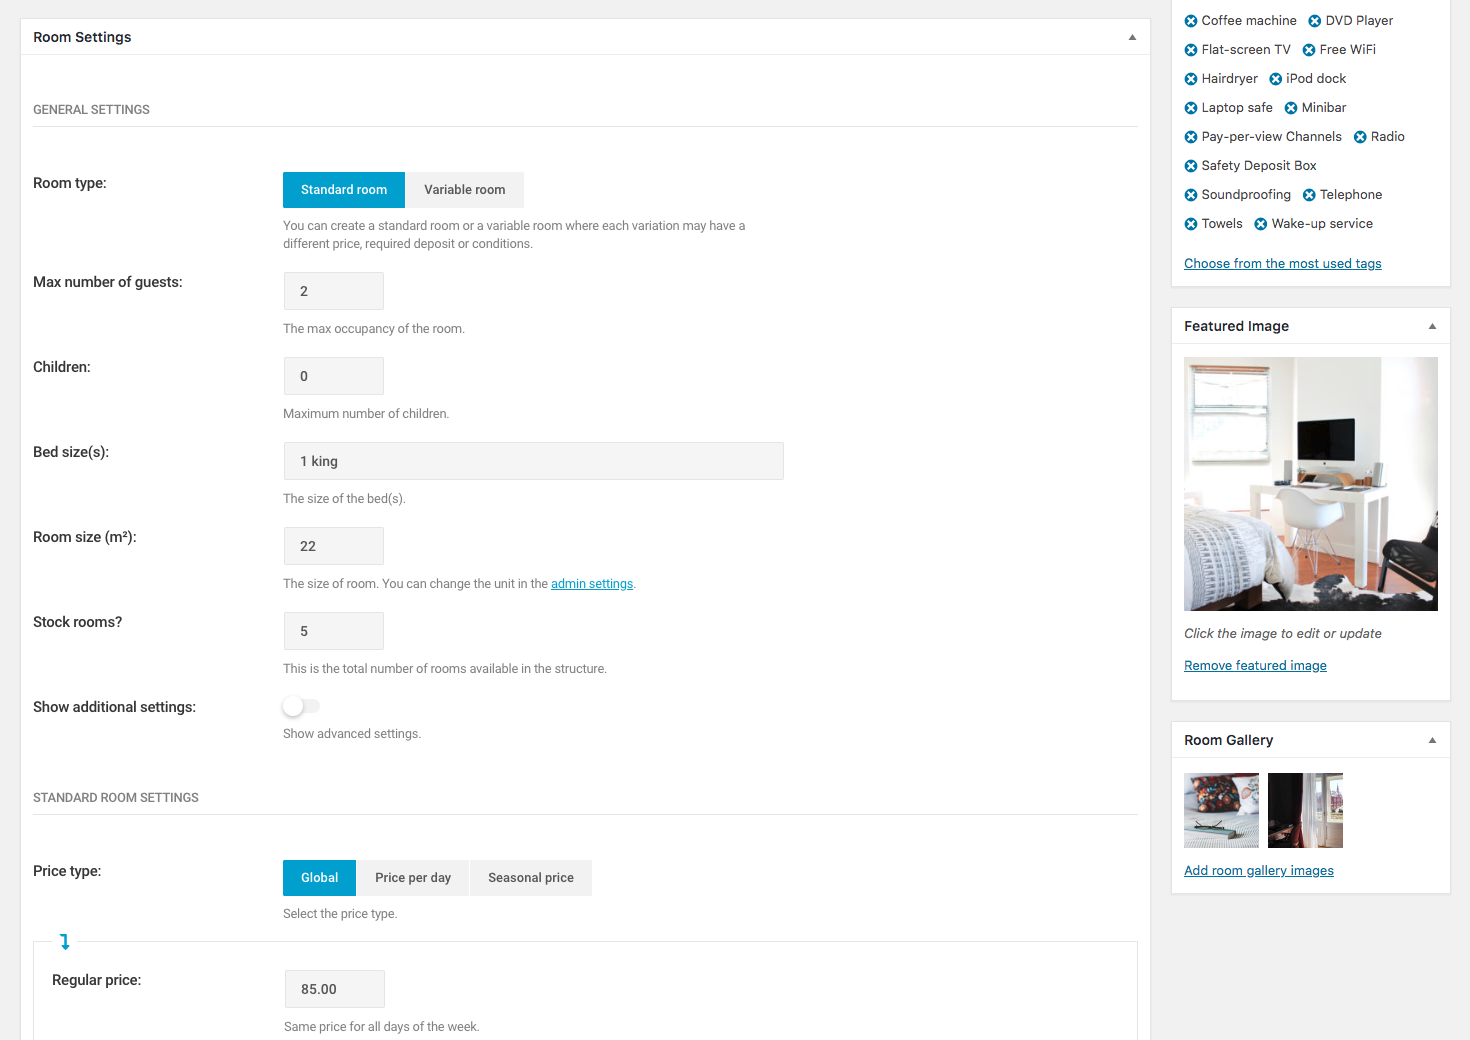 Room Settings
GENERAL SETTINGS
Room type:
Standard room
Variable room
You can create a standard room or a variable room where each variation may have a
different price, required deposit or conditions.
Max number of guests:
2
The max occupancy of the room.
Children:
0
Maximum number of children.
Bed size(s):
1 king
The size of the bed(s).
Room size (m²):
22
The size of room. You can change the unit in the admin settings.
Stock rooms?
5
This is the total number of rooms available in the structure.
Show additional settings:
Show advanced settings.
STANDARD ROOM SETTINGS
Price type:
Global
Price per day
Seasonal price
Select the price type.
Regular price:
85.00
Same price for all days of the week.
Coffee machine DVD Player
Flat-screen TV Free WiFi
Hairdryer iPod dock
Laptop safe Minibar
Pay-per-view Channels Radio
Safety Deposit Box
Soundproofing Telephone
Towels Wake-up service
Choose from the most used tags
Featured Image
Click the image to edit or update
Remove featured image
Room Gallery
Add room gallery images